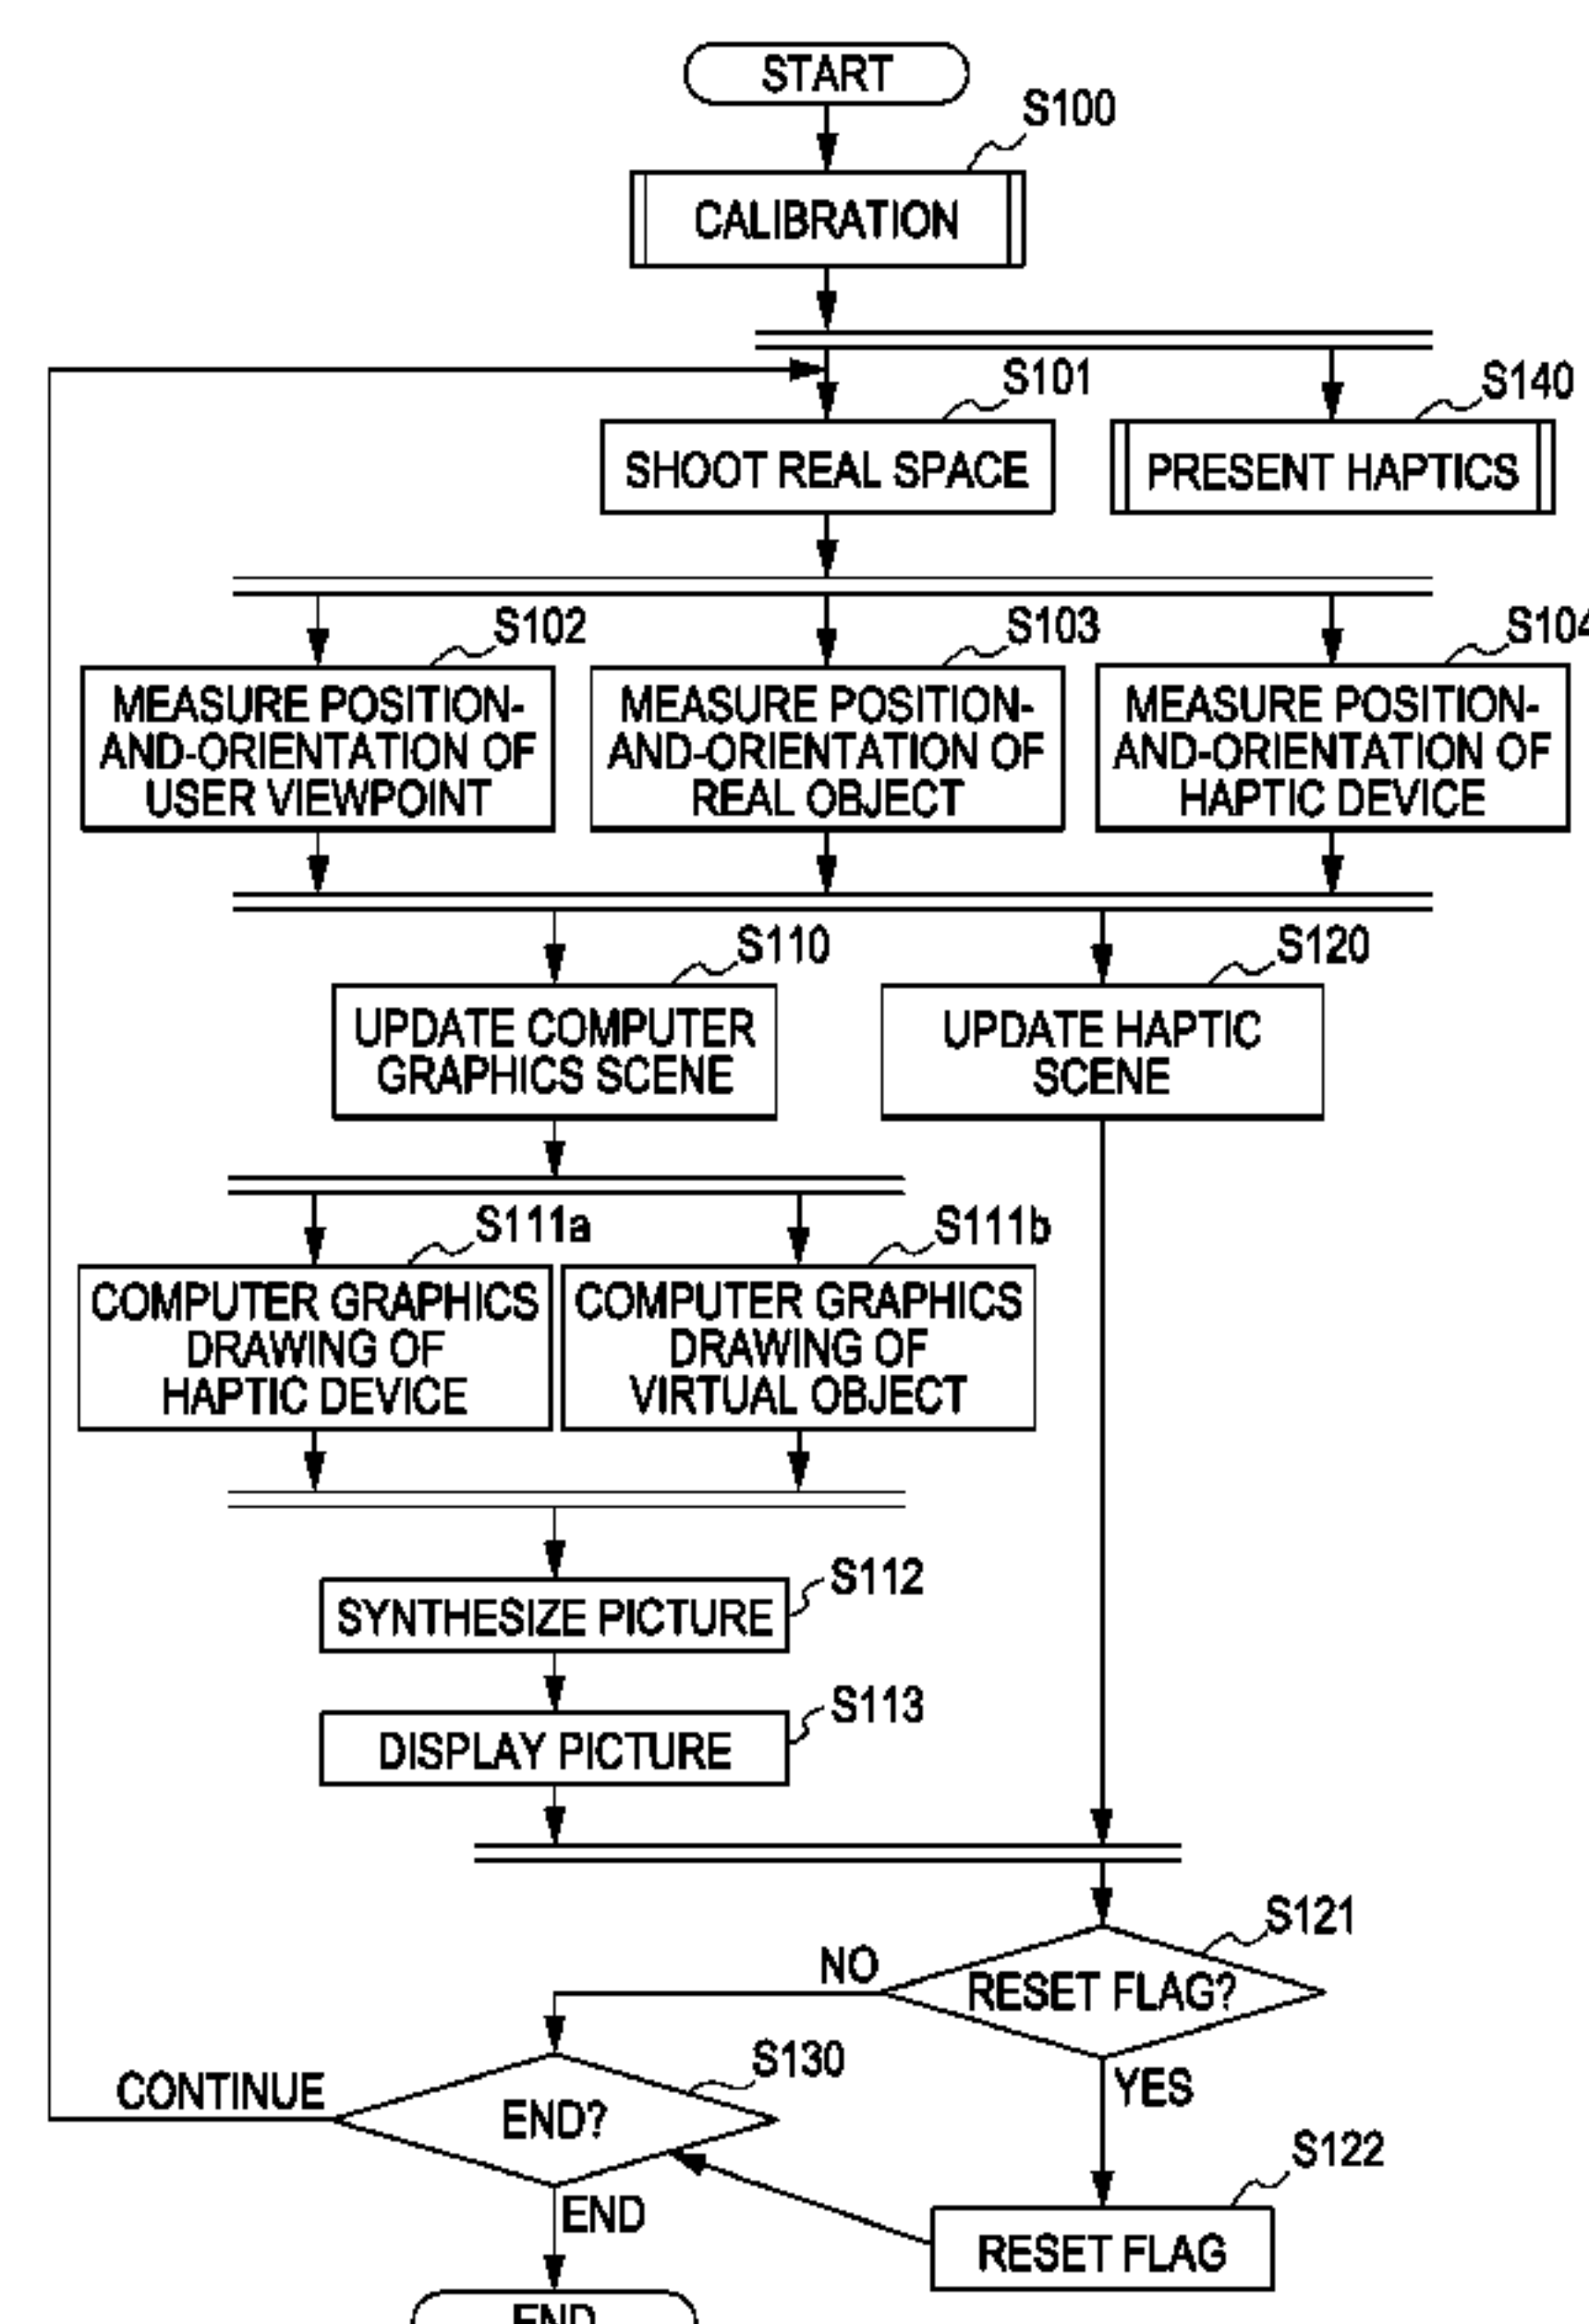 START
S100
CALIBRATION
S101
S140
SHOOT REAL SPACE
PRESENT HAPTICS
S102
S103
S104
MEASURE POSITION-
AND-ORIENTATION OF
USER VIEWPOINT
MEASURE POSITION-
AND-ORIENTATION OF
REAL OBJECT
MEASURE POSITION-
AND-ORIENTATION OF
HAPTIC DEVICE
S110
S120
UPDATE COMPUTER
GRAPHICS SCENE
UPDATE HAPTIC
SCENE
S111a
S111b
COMPUTER GRAPHICS
DRAWING OF
HAPTIC DEVICE
COMPUTER GRAPHICS
DRAWING OF
VIRTUAL OBJECT
S112
SYNTHESIZE PICTURE
S113
DISPLAY PICTURE
S121
NO
RESET FLAG?
S130
CONTINUE
END?
YES
S122
END
RESET FLAG
END